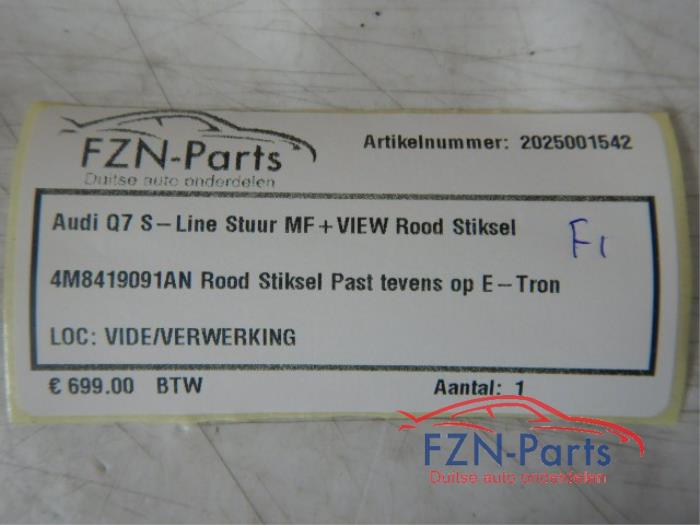 FZN-Parts
Duitse auto onderdelen
Artikelnummer: 2025001542
Audi Q7 S-Line Stuur MF+VIEW Rood Stiksel
F1
4M8419091AN Rood Stiksel Past tevens op E-Tron
LOC: VIDE/VERWERKING
€ 699.00 BTW
Aantal: 1
FZN-Parts
Duitse auto onderdelen